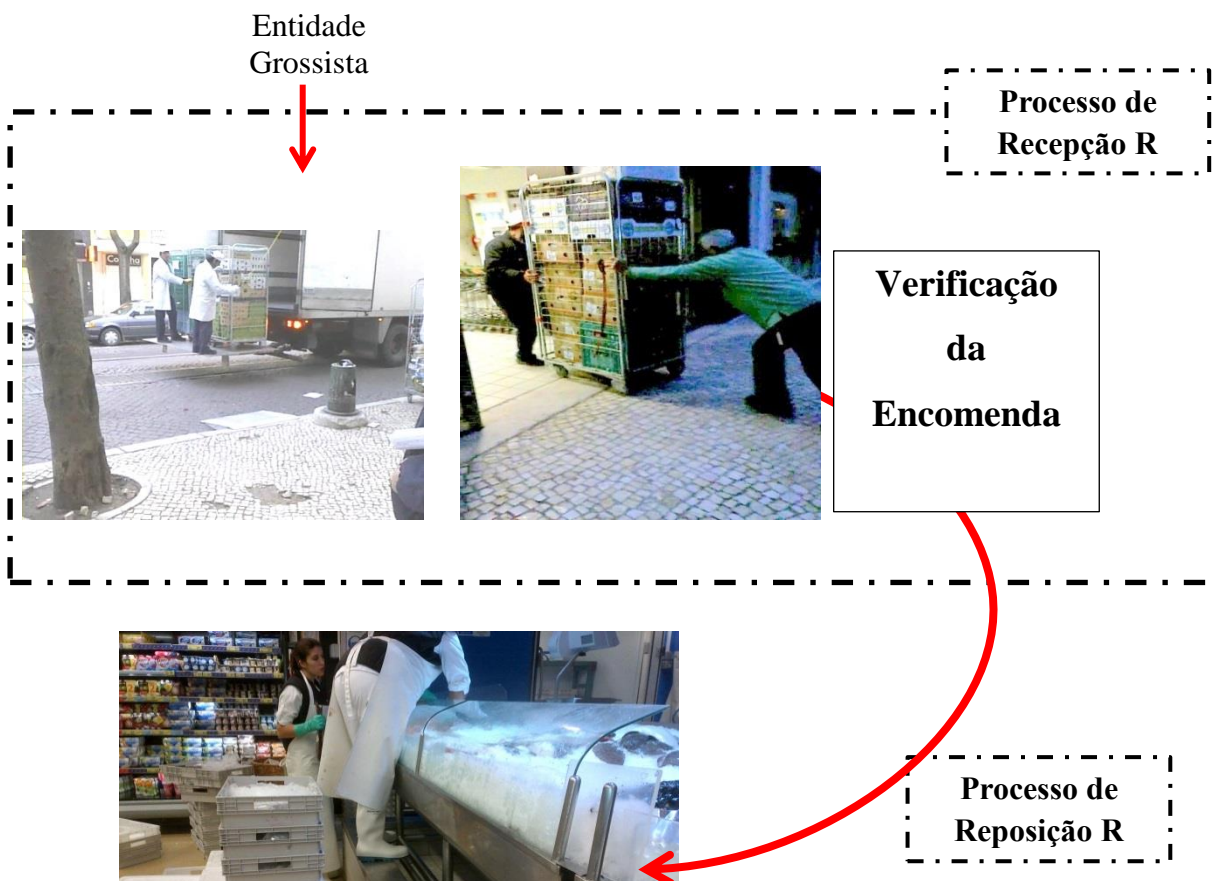 Entidade
Grossista
Processo de
Recepção R
Verificação
da
Encomenda
Processo de
Reposição R